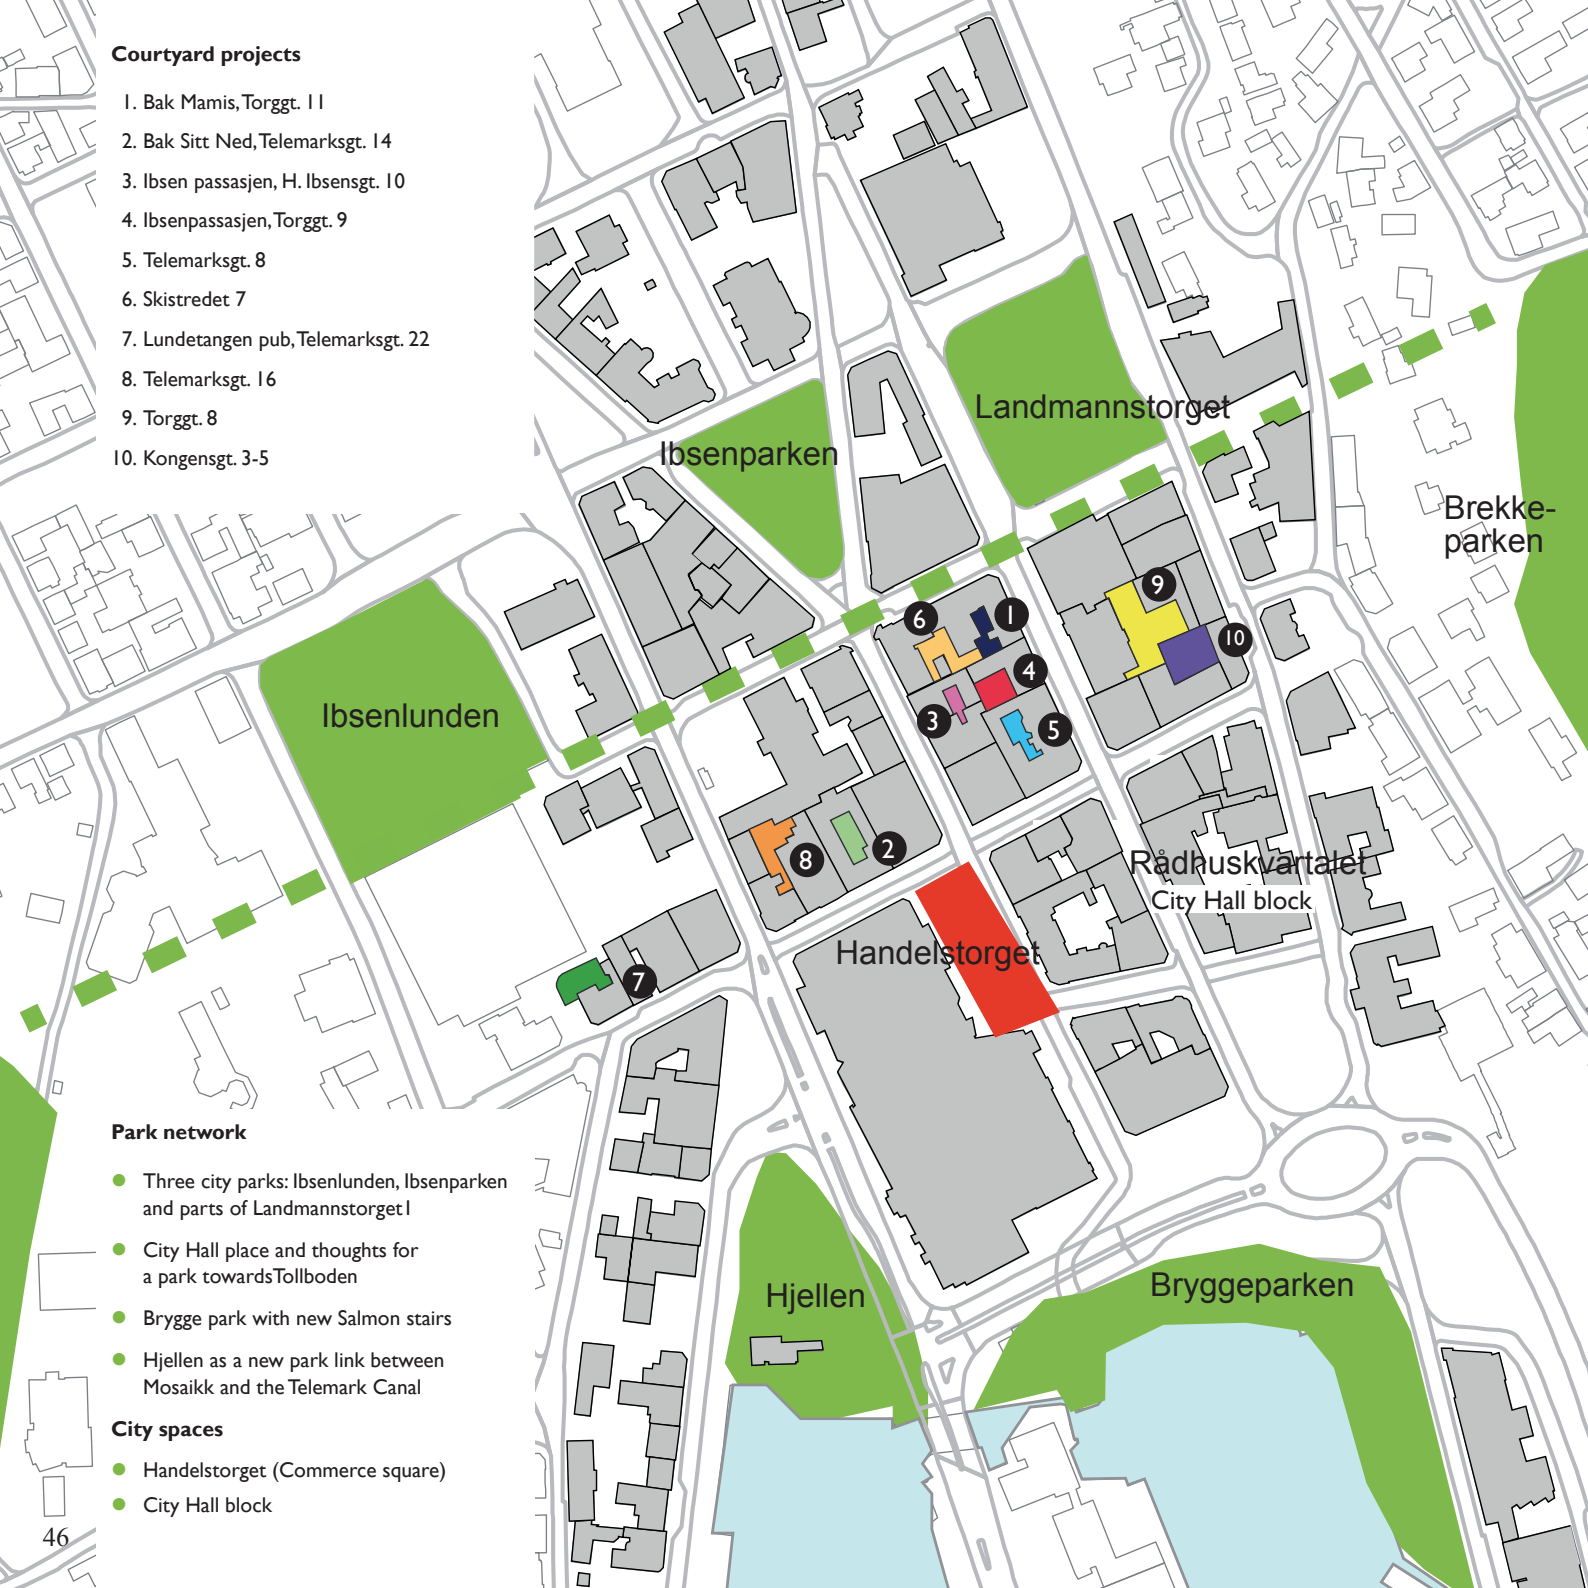 Courtyard projects
1. Bak Mamis, Torggt. 11
2. Bak Sitt Ned, Telemarksgt. 14
3. Ibsen passasjen, H. Ibsensgt. 10
4. Ibsenpassasjen, Torggt. 9
5. Telemarksgt. 8
6. Skistredet 7
7. Lundetangen pub, Telemarksgt. 22
8. Telemarksgt. 16
9. Torggt. 8
10. Kongensgt. 3-5
Landmannstorget
Ibsenparken
Brekke-
parken
Ibsenlunden
9
6
1
10
4
3
5
2
8
7
Rådhuskvartalet
City Hall block
Handelstorget
Hjellen
Bryggeparken
Park network
Three city parks: Ibsenlunden, Ibsenparken
and parts of Landmannstorget1
City Hall place and thoughts for
a park towards Tollboden
Brygge park with new Salmon stairs
Hjellen as a new park link between
Mosaikk and the Telemark Canal
City spaces
Handelstorget (Commerce square)
City Hall block
46